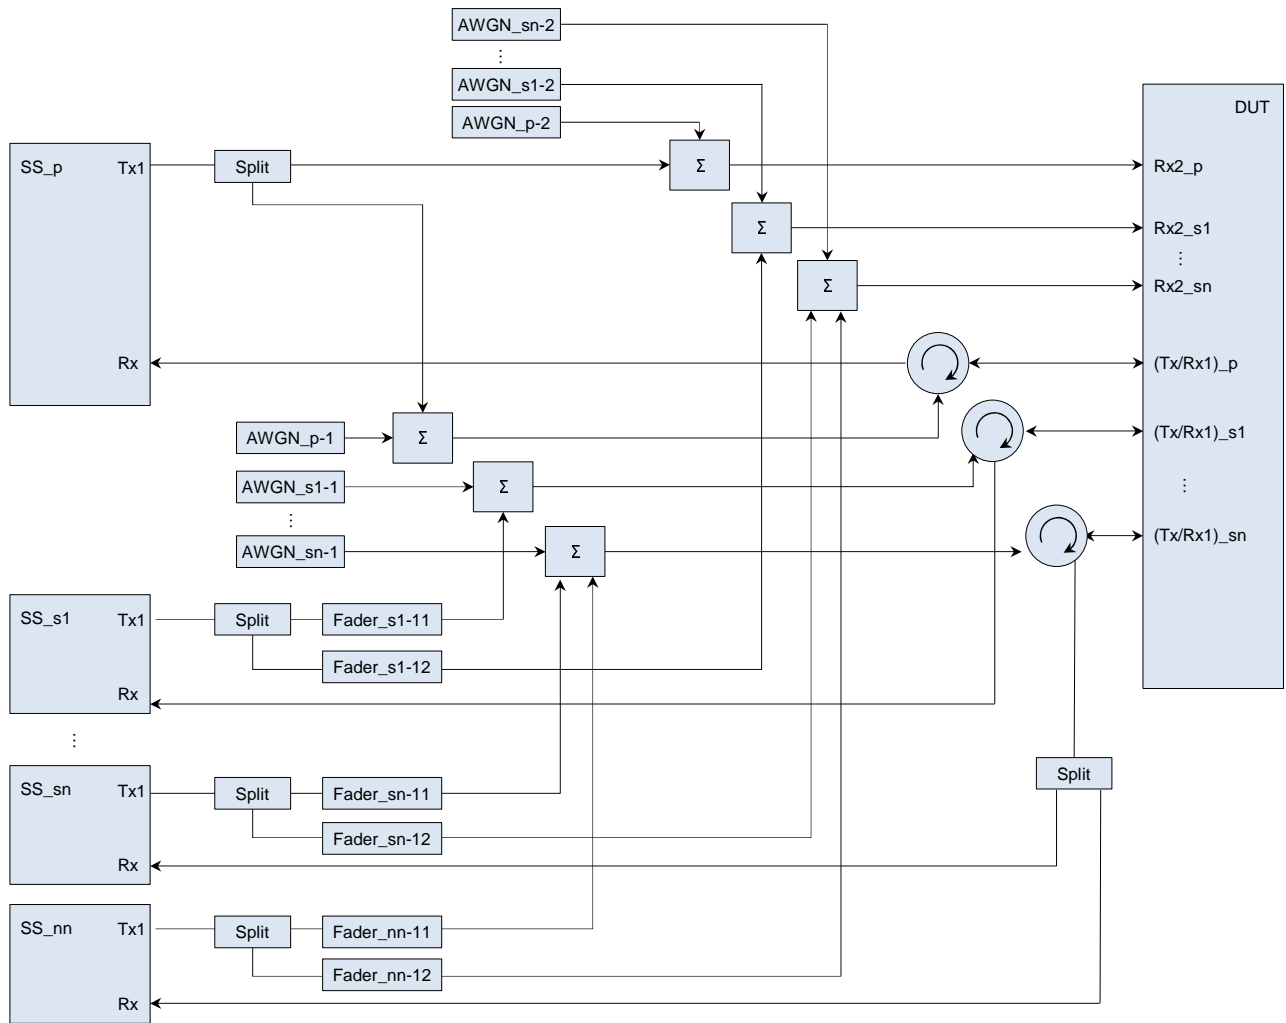 AWGN_sn-2
⋮
AWGN_s1-2
AWGN_p-2
DUT
SS_p
Tx1
Split
Σ
Rx2_p
Σ
Rx2_s1
⋮
Σ
Rx2_sn
Rx
(Tx/Rx1)_p
AWGN_p-1
Σ
(Tx/Rx1)_s1
AWGN_s1-1
Σ
⋮
⋮
AWGN_sn-1
Σ
(Tx/Rx1)_sn
SS_s1
Tx1
Split
Fader_s1-11
Fader_s1-12
Rx
⋮
Split
SS_sn
Tx1
Split
Fader_sn-11
Fader_sn-12
Rx
SS_nn
Tx1
Split
Fader_nn-11
Fader_nn-12
Rx